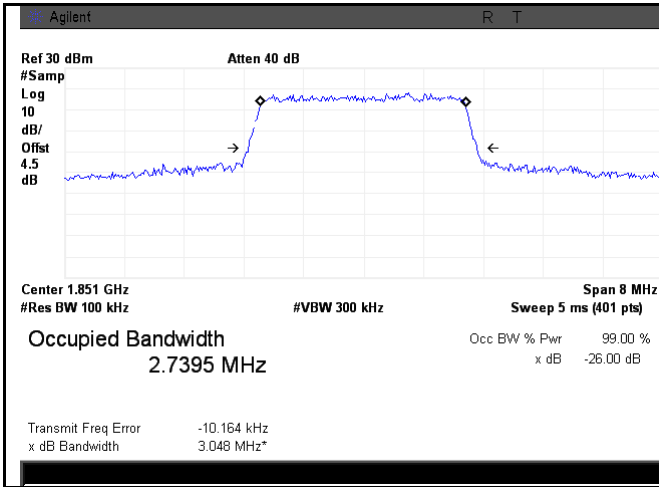 Agilent R T
Ref 30 dBm Atten 40 dB
#Samp
Log
10
dB/
Offst
4.5
dB
Center 1.851 GHz Span 8 MHz
#Res BW 100 kHz #VBW 300 kHz Sweep 5 ms (401 pts)
Occupied Bandwidth Occ BW % Pwr 99.00 %
2.7395 MHz x dB -26.00 dB
Transmit Freq Error -10.164 kHz
x dB Bandwidth 3.048 MHz*